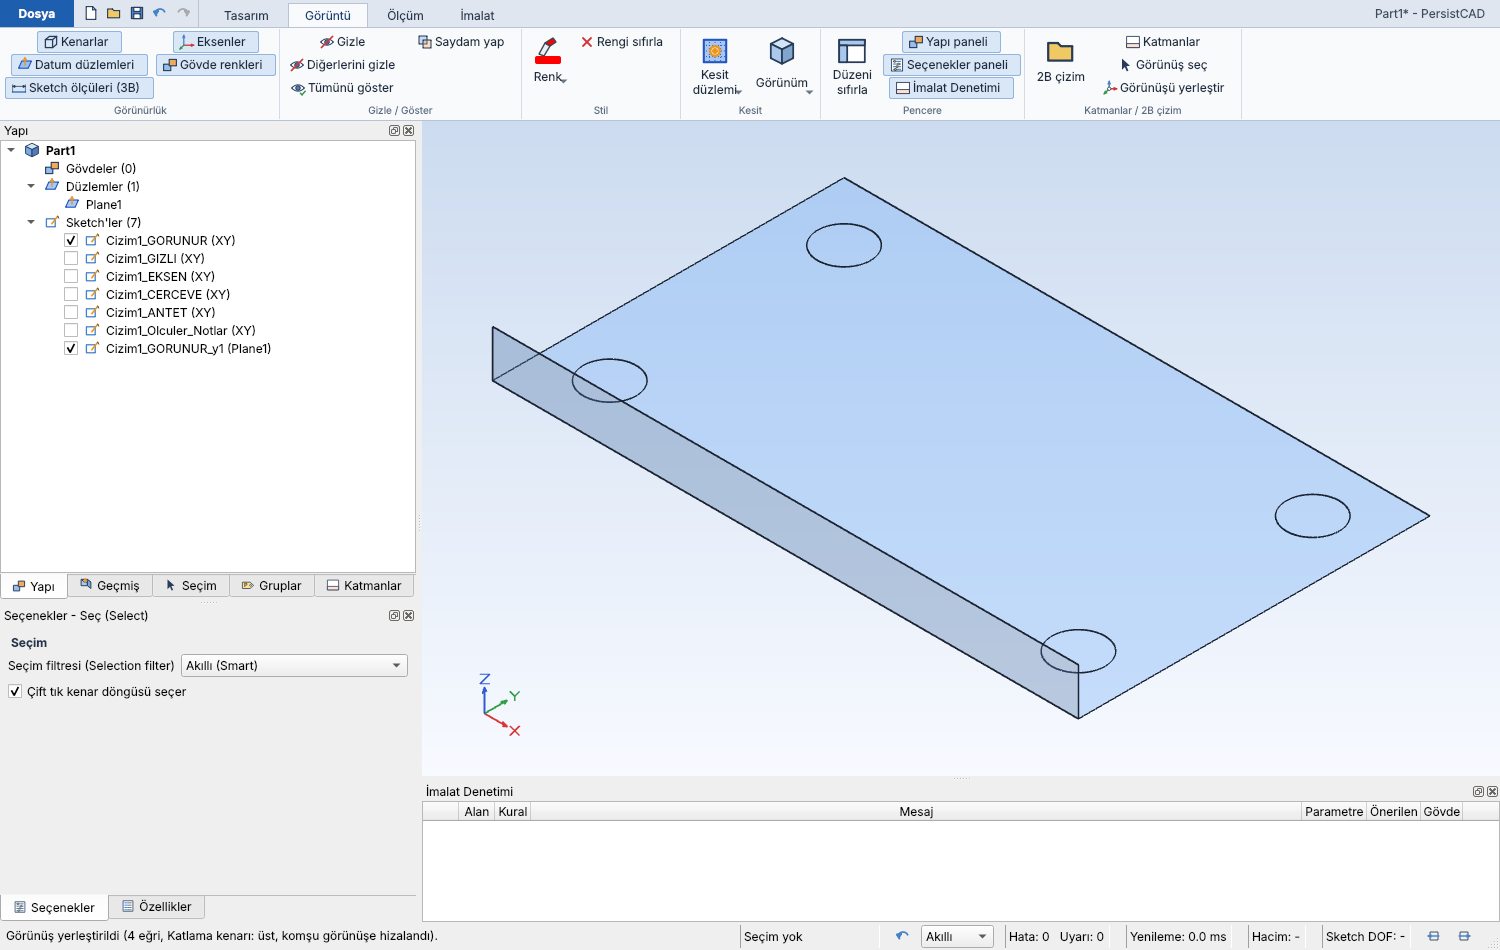 Dosya
Tasarım
Görüntü
Ölçüm
İmalat
Part1* - PersistCAD
Kenarlar
Eksenler
Datum düzlemleri
Gövde renkleri
Sketch ölçüleri (3B)
Görünürlük
Gizle
Saydam yap
Diğerlerini gizle
Tümünü göster
Gizle / Göster
Renk
Rengi sıfırla
Stil
Kesit
düzlemi
Görünüm
Kesit
Düzeni
sıfırla
Yapı paneli
Seçenekler paneli
İmalat Denetimi
Pencere
2B çizim
Katmanlar
Görünüş seç
Görünüşü yerleştir
Katmanlar / 2B çizim
Yapı
Part1
Gövdeler (0)
Düzlemler (1)
Plane1
Sketch'ler (7)
Cizim1_GORUNUR (XY)
Cizim1_GIZLI (XY)
Cizim1_EKSEN (XY)
Cizim1_CERCEVE (XY)
Cizim1_ANTET (XY)
Cizim1_Olculer_Notlar (XY)
Cizim1_GORUNUR_y1 (Plane1)
Yapı
Geçmiş
Seçim
Gruplar
Katmanlar
Seçenekler - Seç (Select)
Seçim
Seçim filtresi (Selection filter)
Akıllı (Smart)
Çift tık kenar döngüsü seçer
Seçenekler
Özellikler
Z
Y
X
İmalat Denetimi
Alan
Kural
Mesaj
Parametre
Önerilen
Gövde
Görünüş yerleştirildi (4 eğri, Katlama kenarı: üst, komşu görünüşe hizalandı).
Seçim yok
Akıllı
Hata: 0
Uyarı: 0
Yenileme: 0.0 ms
Hacim: -
Sketch DOF: -